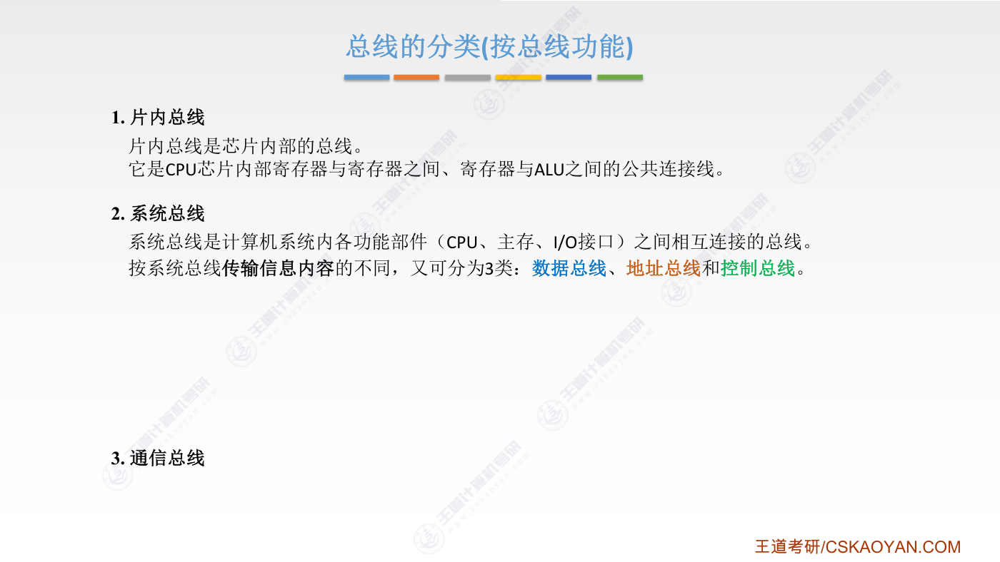 总线的分类(按总线功能)
1. 片内总线
片内总线是芯片内部的总线。
它是CPU芯片内部寄存器与寄存器之间、寄存器与ALU之间的公共连接线。
2. 系统总线
系统总线是计算机系统内各功能部件（CPU、主存、I/O接口）之间相互连接的总线。
按系统总线传输信息内容的不同，又可分为3类：数据总线、地址总线和控制总线。
3. 通信总线
王道考研/CSKAOYAN.COM